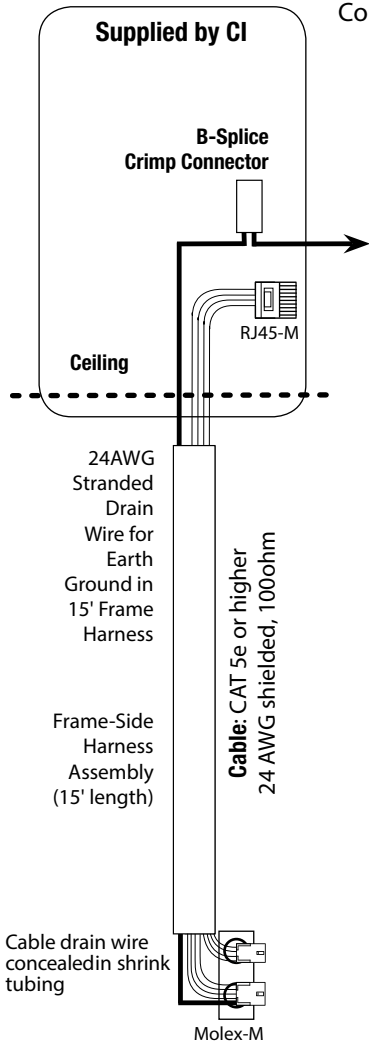 Supplied by CI
Co
B-Splice
Crimp Connector
RJ45-M
Ceiling
24AWG
Stranded
Drain
Wire for
Earth
Ground in
15' Frame
Harness
Cable: CAT 5e or higher
24 AWG shielded, 100ohm
Frame-Side
Harness
Assembly
(15' length)
Cable drain wire
concealedin shrink
tubing
Molex-M